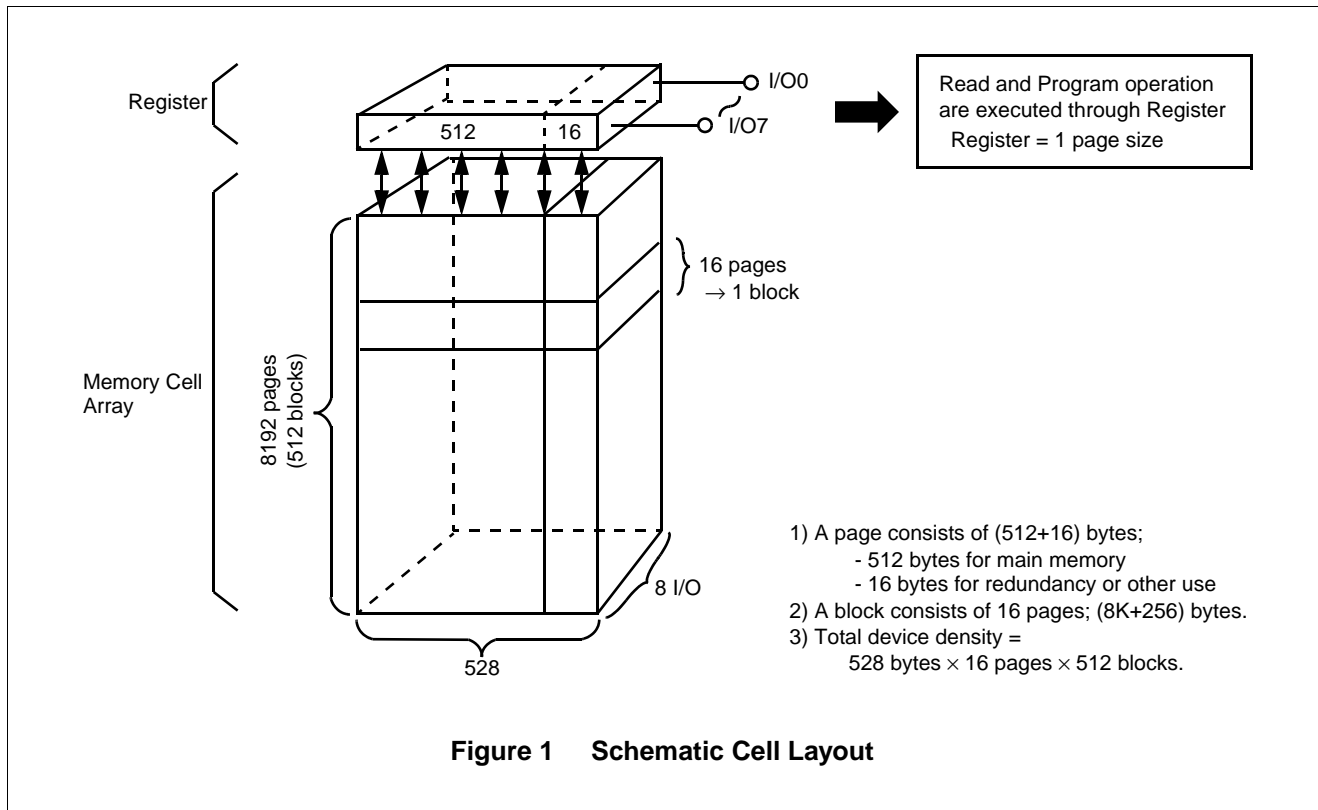 Register
512
16
I/O0
I/O7
Read and Program operation
are executed through Register
Register = 1 page size
16 pages
→ 1 block
Memory Cell
Array
8192 pages
(512 blocks)
8 I/O
528
1) A page consists of (512+16) bytes;
- 512 bytes for main memory
- 16 bytes for redundancy or other use
2) A block consists of 16 pages; (8K+256) bytes.
3) Total device density =
528 bytes × 16 pages × 512 blocks.
Figure 1 Schematic Cell Layout